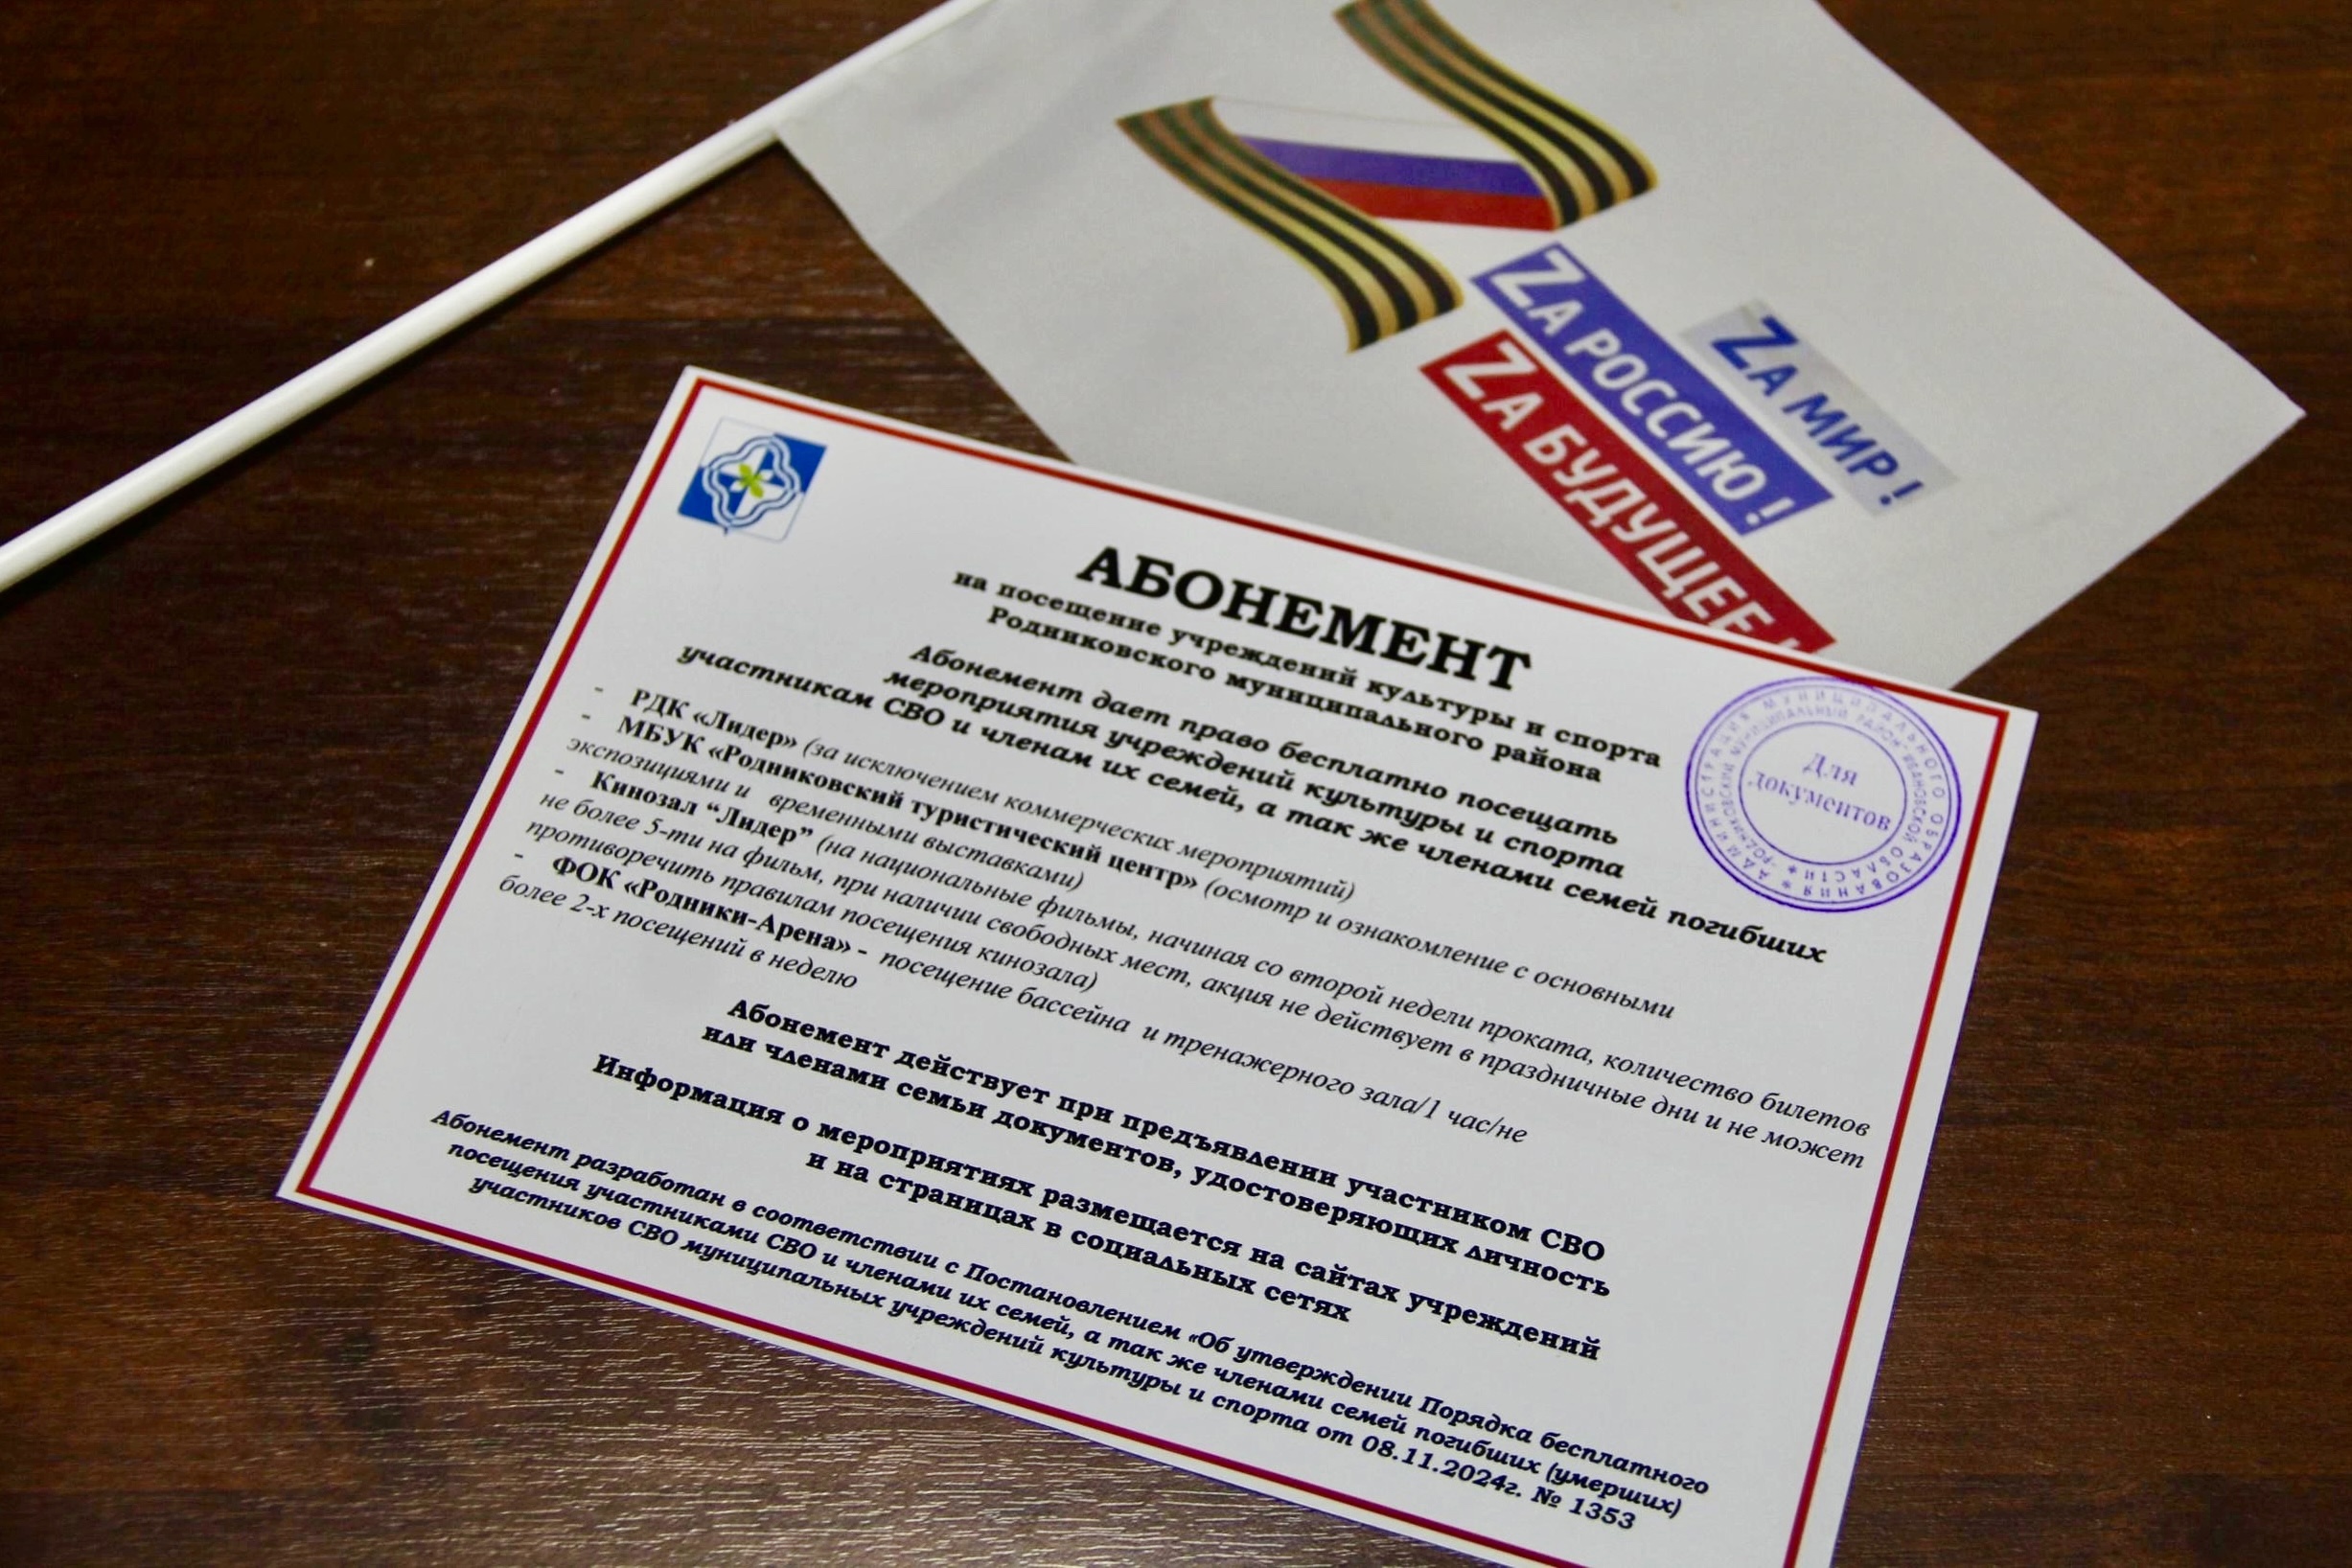 ZА МИР!
ZА РОССИЮ!
ZА БУДУЩЕЕ!
АБОНЕМЕНТ
на посещение учреждений культуры и спорта
Родниковского муниципального района
Абонемент дает право бесплатно посещать
мероприятия учреждений культуры и спорта
участникам СВО и членам их семей, а так же членами семей погибших
- РДК «Лидер» (за исключением коммерческих мероприятий)
- МБУК «Родниковский туристический центр» (осмотр и ознакомление с основными
экспозициями и временными выставками)
- Кинозал “Лидер” (на национальные фильмы, начиная со второй недели проката, количество билетов
не более 5-ти на фильм, при наличии свободных мест, акция не действует в праздничные дни и не может
противоречить правилам посещения кинозала)
- ФОК «Родники-Арена» - посещение бассейна и тренажерного зала/1 час/не
более 2-х посещений в неделю
Абонемент действует при предъявлении участником СВО
или членами семьи документов, удостоверяющих личность
Информация о мероприятиях размещается на сайтах учреждений
и на страницах в социальных сетях
Абонемент разработан в соответствии с Постановлением «Об утверждении Порядка бесплатного
посещения участниками СВО и членами их семей, а так же членами семей погибших (умерших)
участников СВО муниципальных учреждений культуры и спорта от 08.11.2024г. № 1353
АДМИНИСТРАЦИЯ МУНИЦИПАЛЬНОГО ОБРАЗОВАНИЯ
"РОДНИКОВСКИЙ МУНИЦИПАЛЬНЫЙ РАЙОН" ИВАНОВСКОЙ ОБЛАСТИ
Для
документов